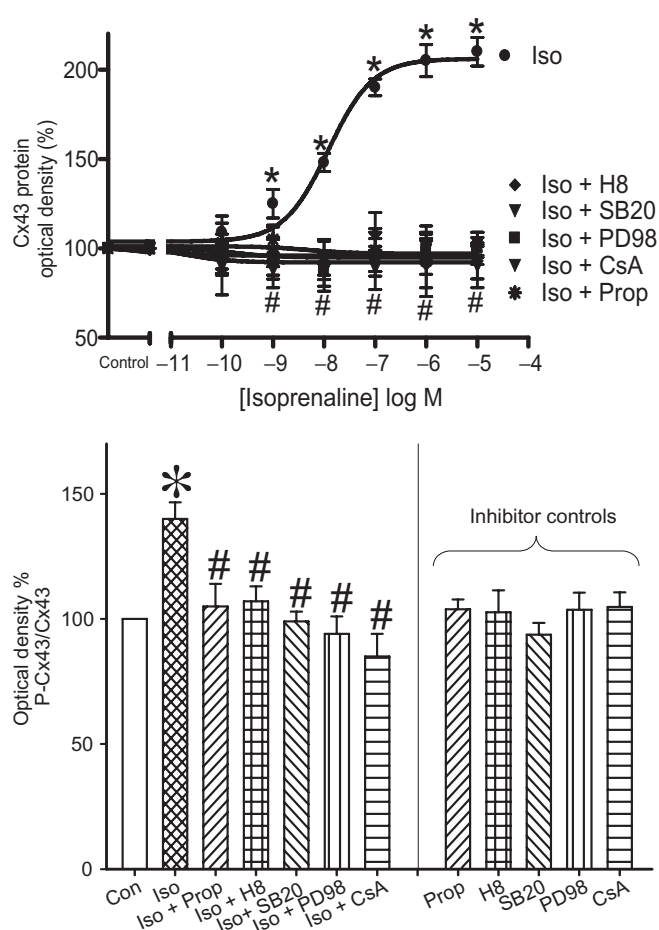 Cx43 protein
optical density (%)
200
150
100
50
* * * * *
Iso
Iso + H8
Iso + SB20
Iso + PD98
Iso + CsA
Iso + Prop
# # # # #
Control –11 –10 –9 –8 –7 –6 –5 –4
[Isoprenaline] log M
Optical density %
P-Cx43/Cx43
150
100
50
0
* # # # # #
Inhibitor controls
Con
Iso
Iso + Prop
Iso + H8
Iso+ SB20
Iso + PD98
Iso + CsA
Prop
H8
SB20
PD98
CsA